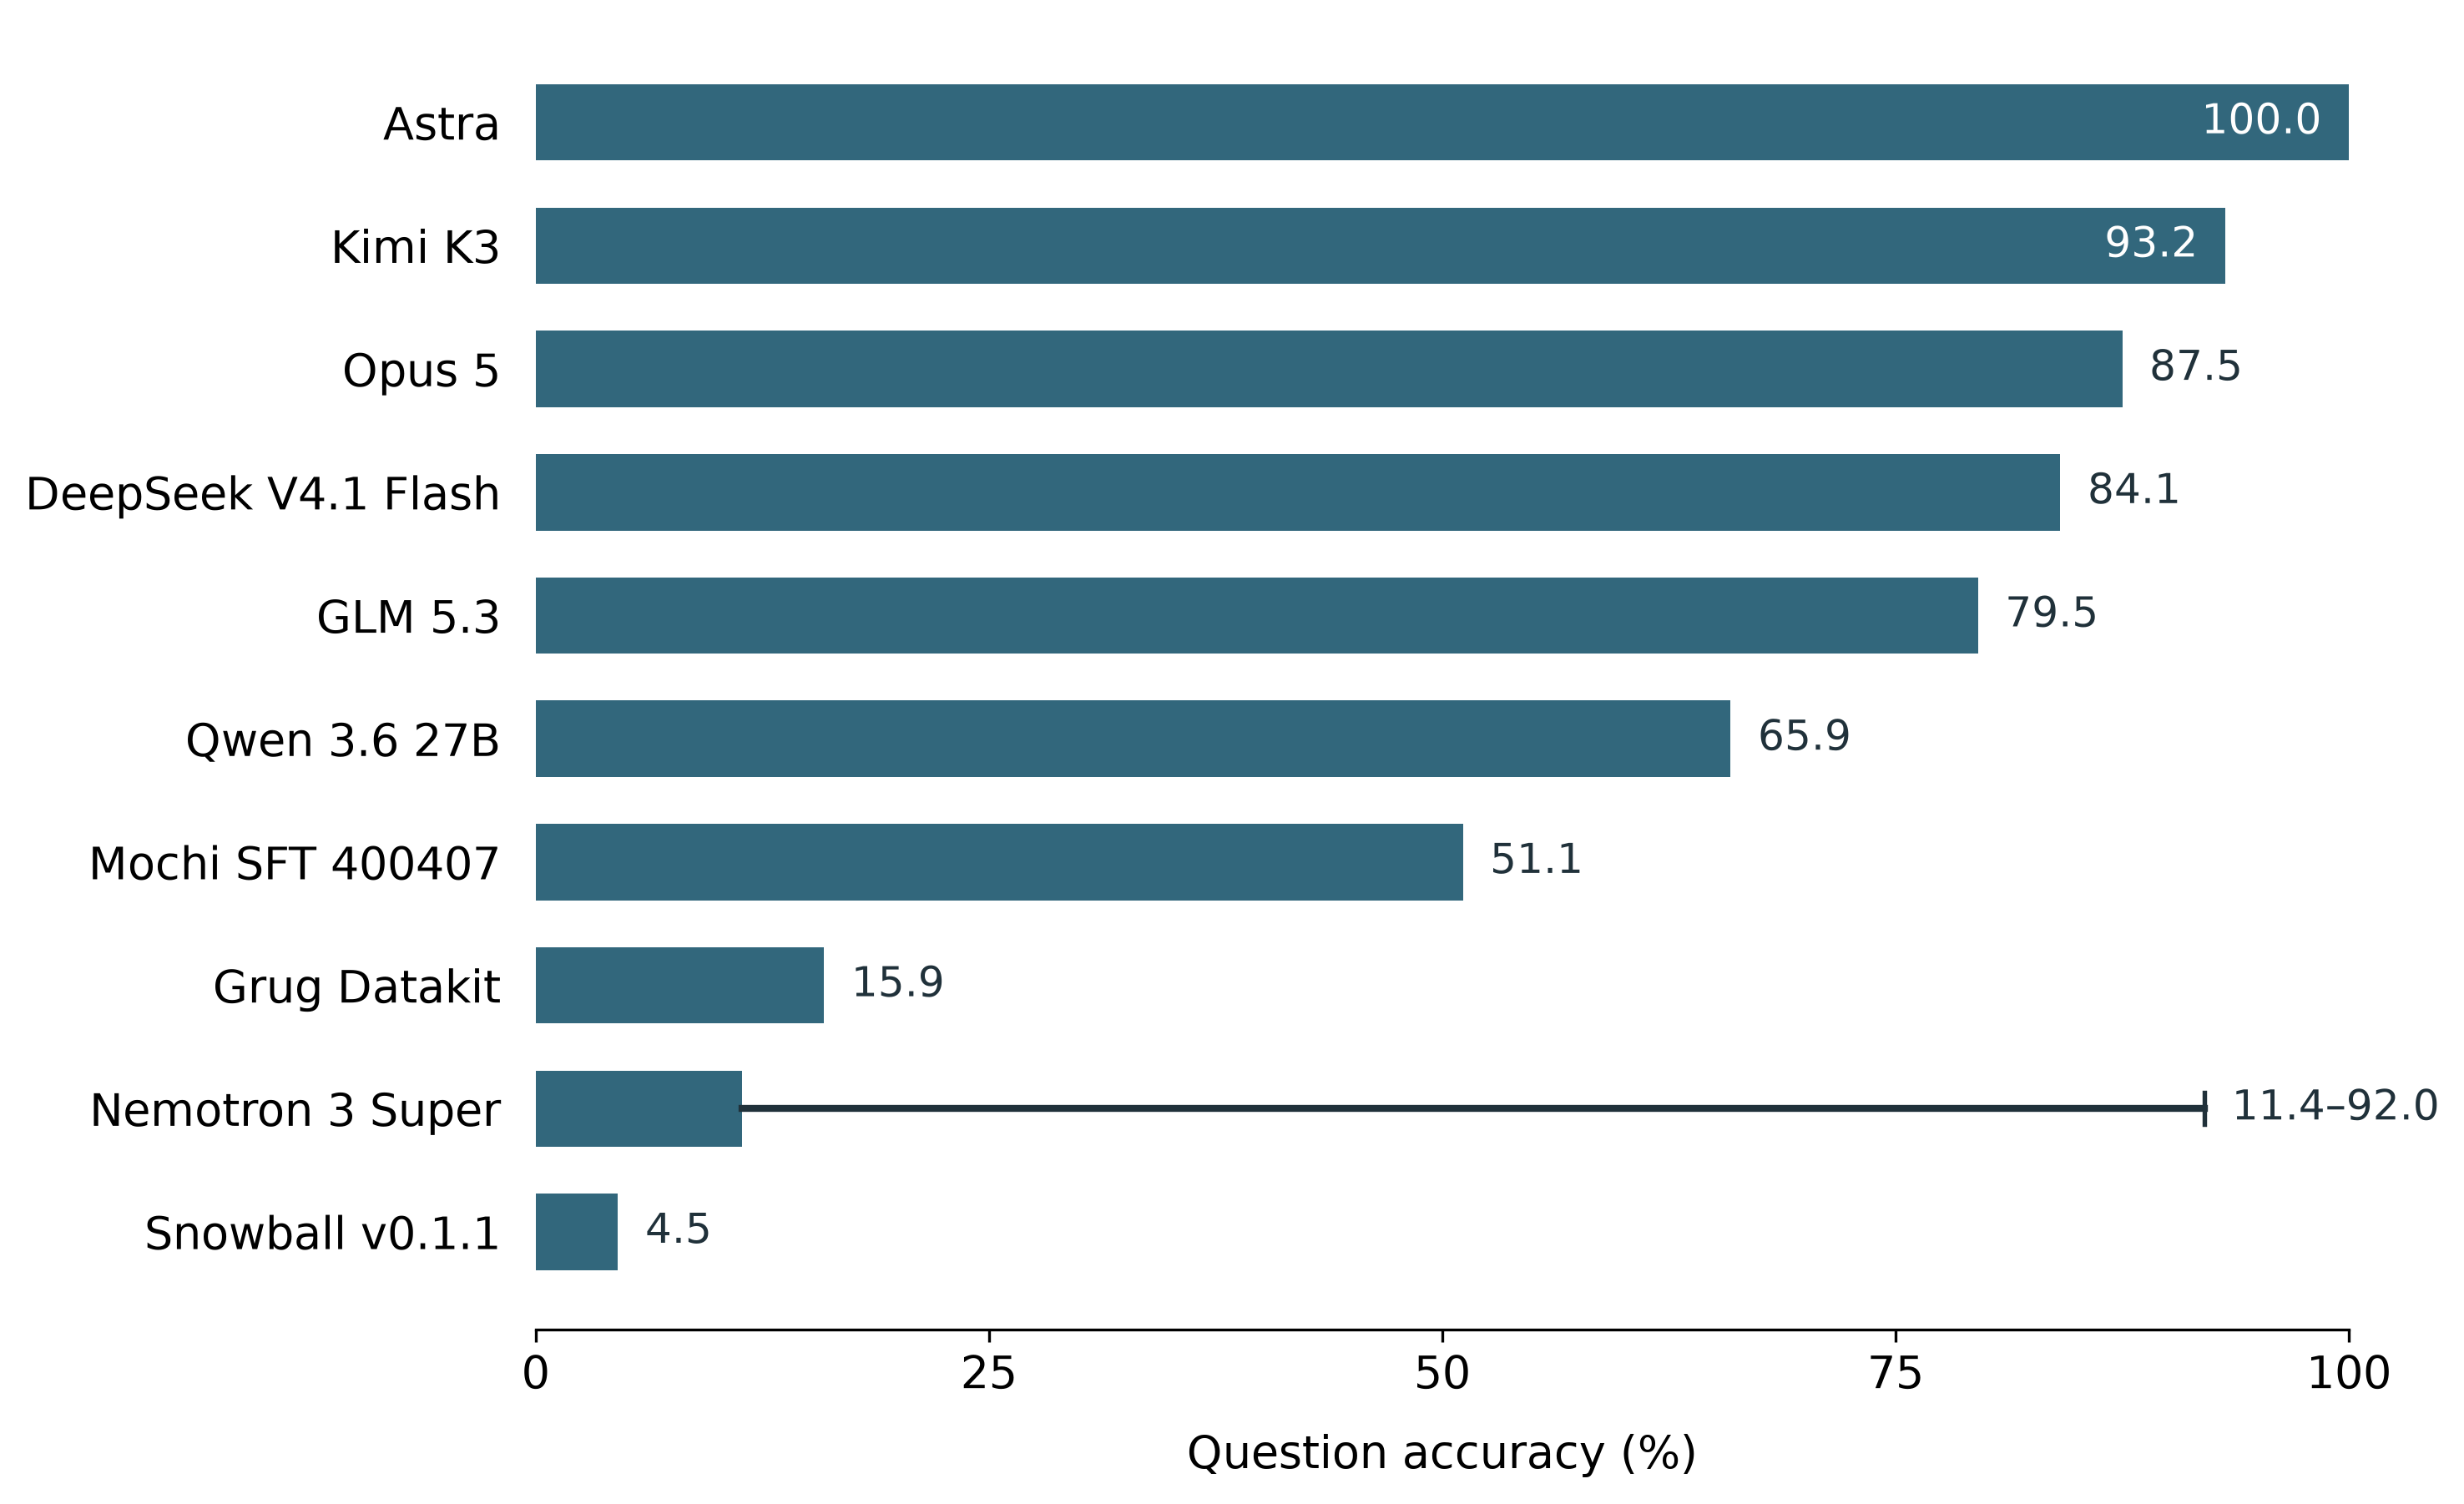 Astra 100.0
Kimi K3 93.2
Opus 5 87.5
DeepSeek V4.1 Flash 84.1
GLM 5.3 79.5
Qwen 3.6 27B 65.9
Mochi SFT 400407 51.1
Grug Datakit 15.9
Nemotron 3 Super 11.4–92.0
Snowball v0.1.1 4.5
0 25 50 75 100
Question accuracy (%)